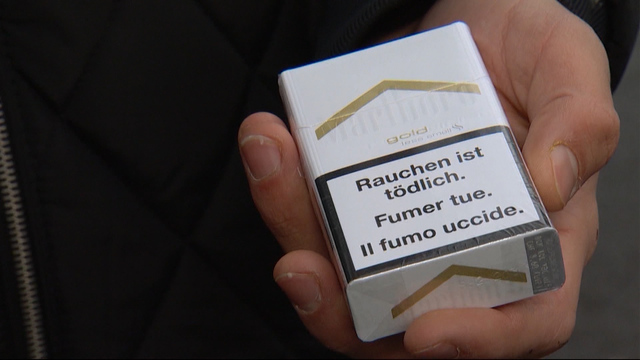 Marlboro
gold
Rauchen ist
tödlich.
Fumer tue.
Il fumo uccide.